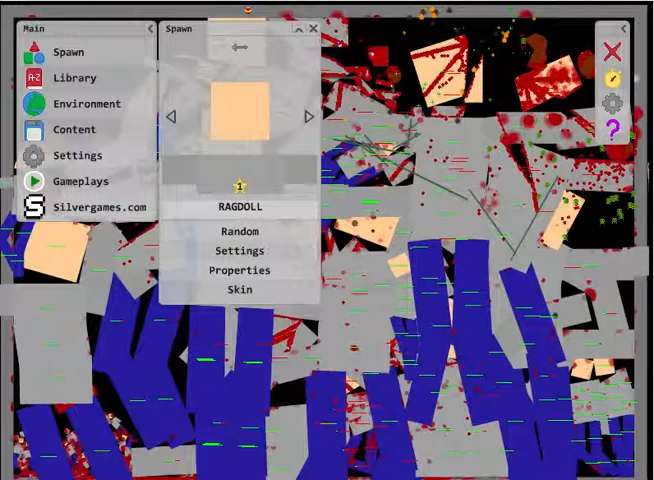 Main
Spawn
Library
Environment
Content
Settings
Gameplays
Silvergames.com
A-Z
S
Spawn
1
RAGDOLL
Random
Settings
Properties
Skin
?